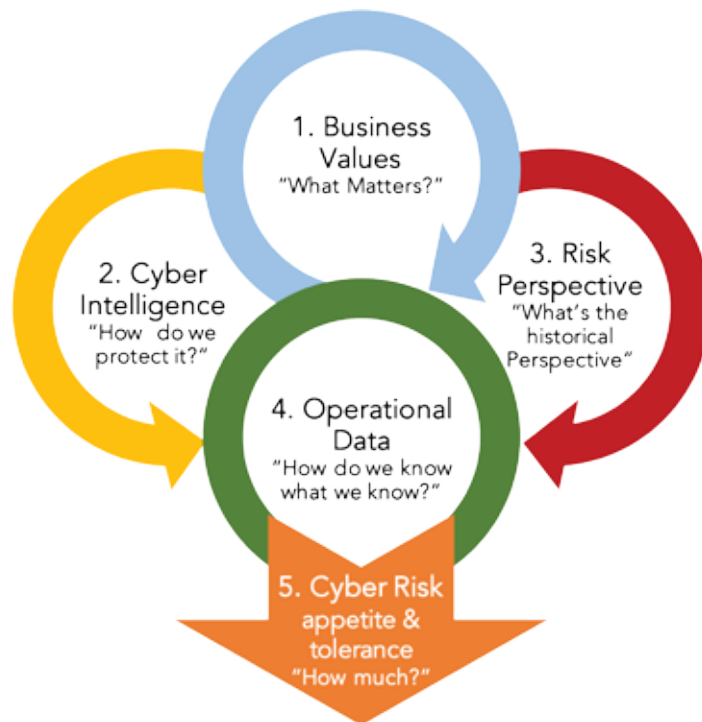 1. Business
Values
“What Matters?”
2. Cyber
Intelligence
“How do we
protect it?”
3. Risk
Perspective
“What’s the
historical
Perspective”
4. Operational
Data
“How do we know
what we know?”
5. Cyber Risk
appetite &
tolerance
“How much?”